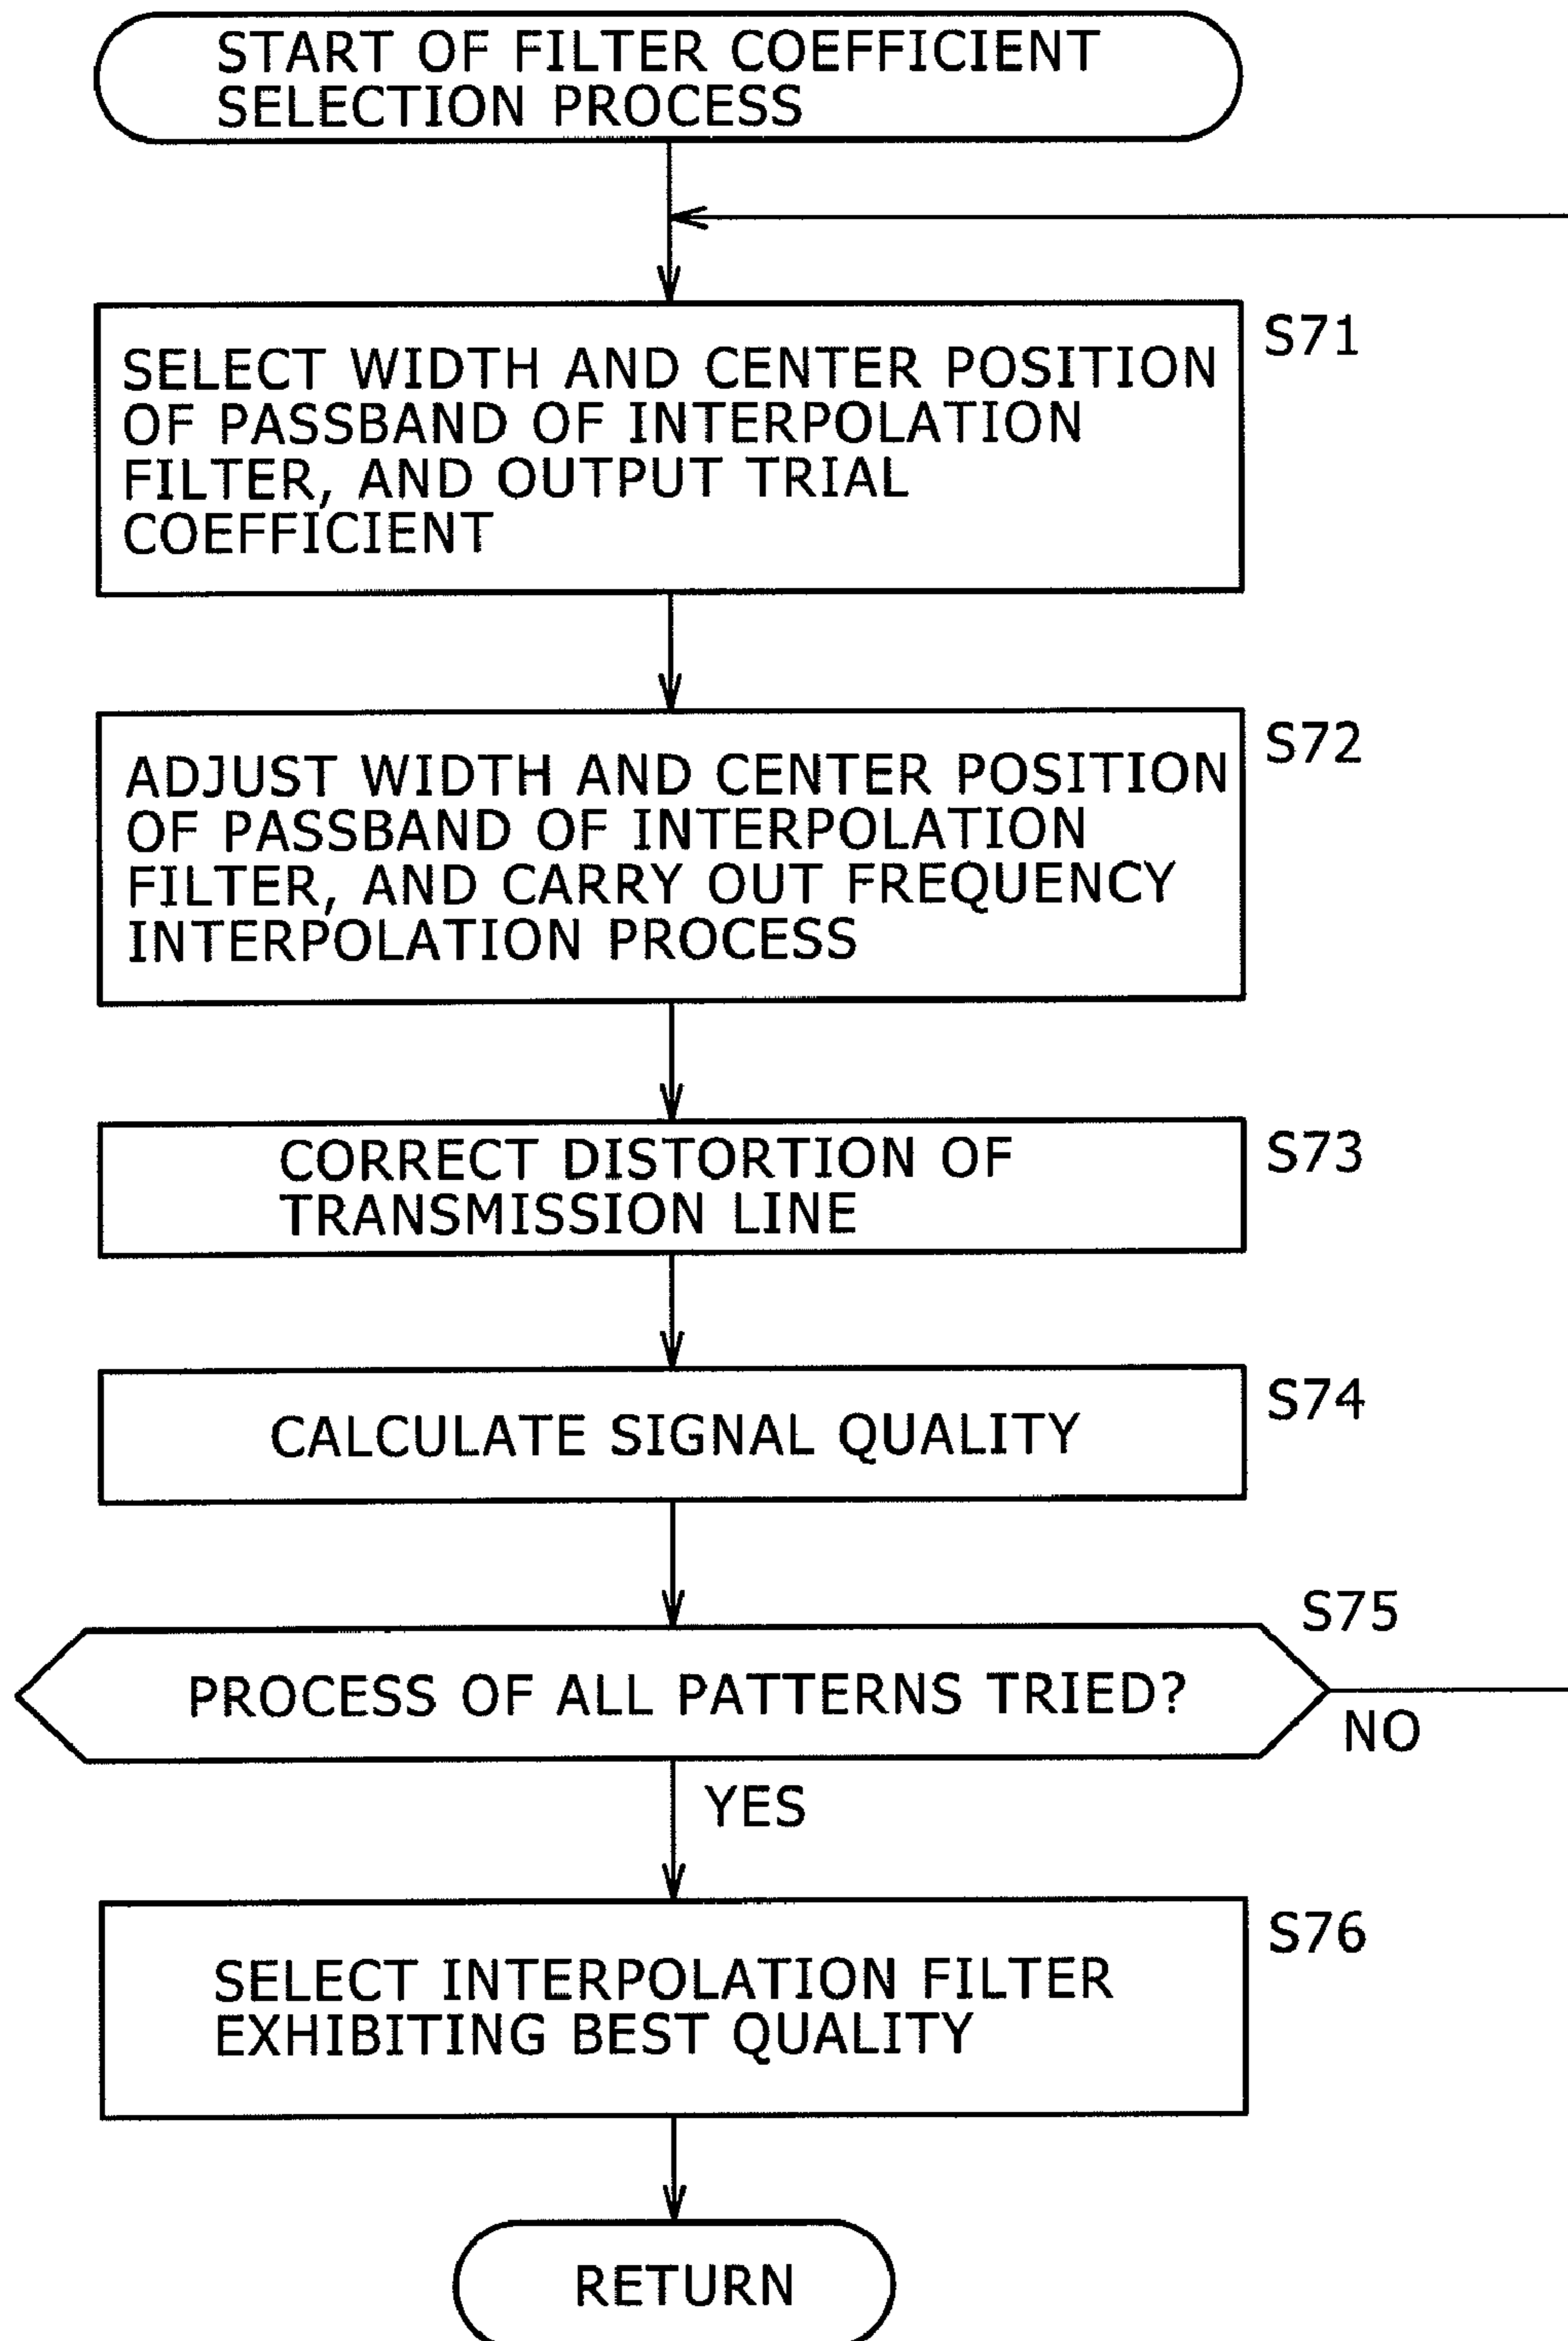 START OF FILTER COEFFICIENT
SELECTION PROCESS
S71
SELECT WIDTH AND CENTER POSITION
OF PASSBAND OF INTERPOLATION
FILTER, AND OUTPUT TRIAL
COEFFICIENT
S72
ADJUST WIDTH AND CENTER POSITION
OF PASSBAND OF INTERPOLATION
FILTER, AND CARRY OUT FREQUENCY
INTERPOLATION PROCESS
S73
CORRECT DISTORTION OF
TRANSMISSION LINE
S74
CALCULATE SIGNAL QUALITY
S75
PROCESS OF ALL PATTERNS TRIED?
NO
YES
S76
SELECT INTERPOLATION FILTER
EXHIBITING BEST QUALITY
RETURN